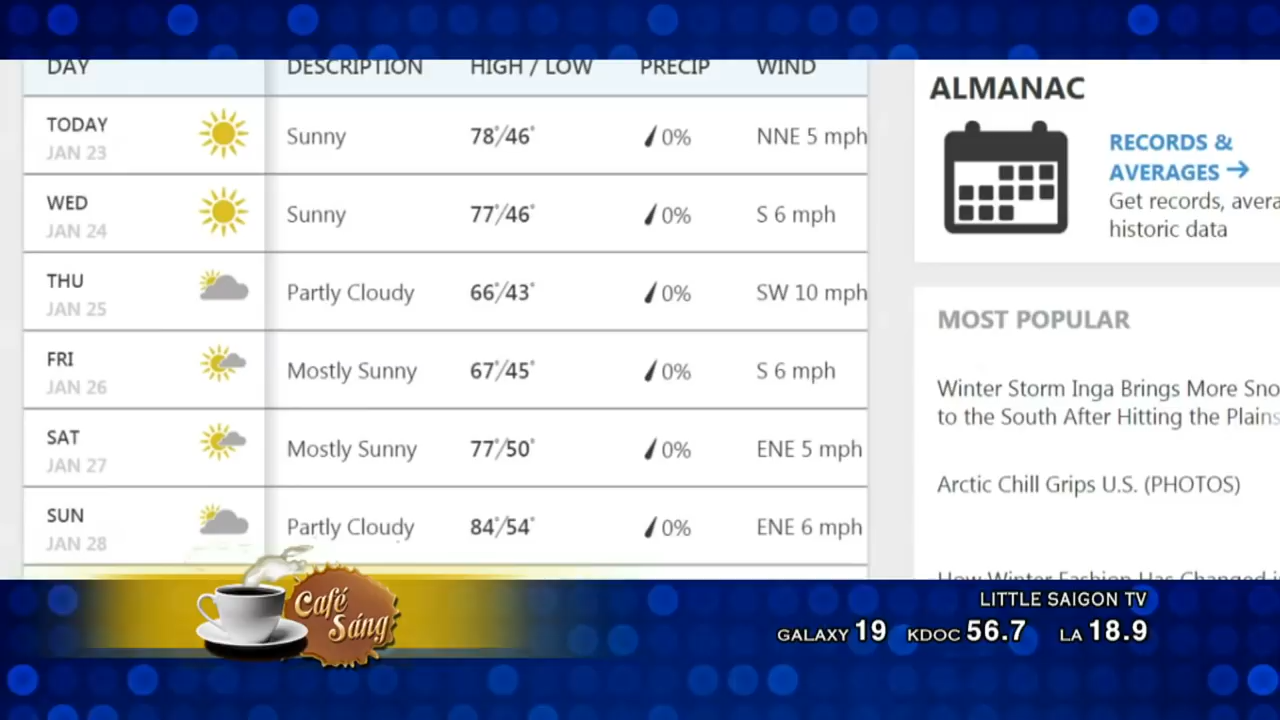 DAY DESCRIPTION HIGH / LOW PRECIP WIND
TODAY
JAN 23
Sunny 78°/46° 0% NNE 5 mph
WED
JAN 24
Sunny 77°/46° 0% S 6 mph
THU
JAN 25
Partly Cloudy 66°/43° 0% SW 10 mph
FRI
JAN 26
Mostly Sunny 67°/45° 0% S 6 mph
SAT
JAN 27
Mostly Sunny 77°/50° 0% ENE 5 mph
SUN
JAN 28
Partly Cloudy 84°/54° 0% ENE 6 mph
ALMANAC
RECORDS &
AVERAGES →
Get records, avera
historic data
MOST POPULAR
Winter Storm Inga Brings More Sno
to the South After Hitting the Plains
Arctic Chill Grips U.S. (PHOTOS)
How Winter Fashion Has Changed i
Café
Sáng
LITTLE SAIGON TV
GALAXY 19 KDOC 56.7 LA 18.9